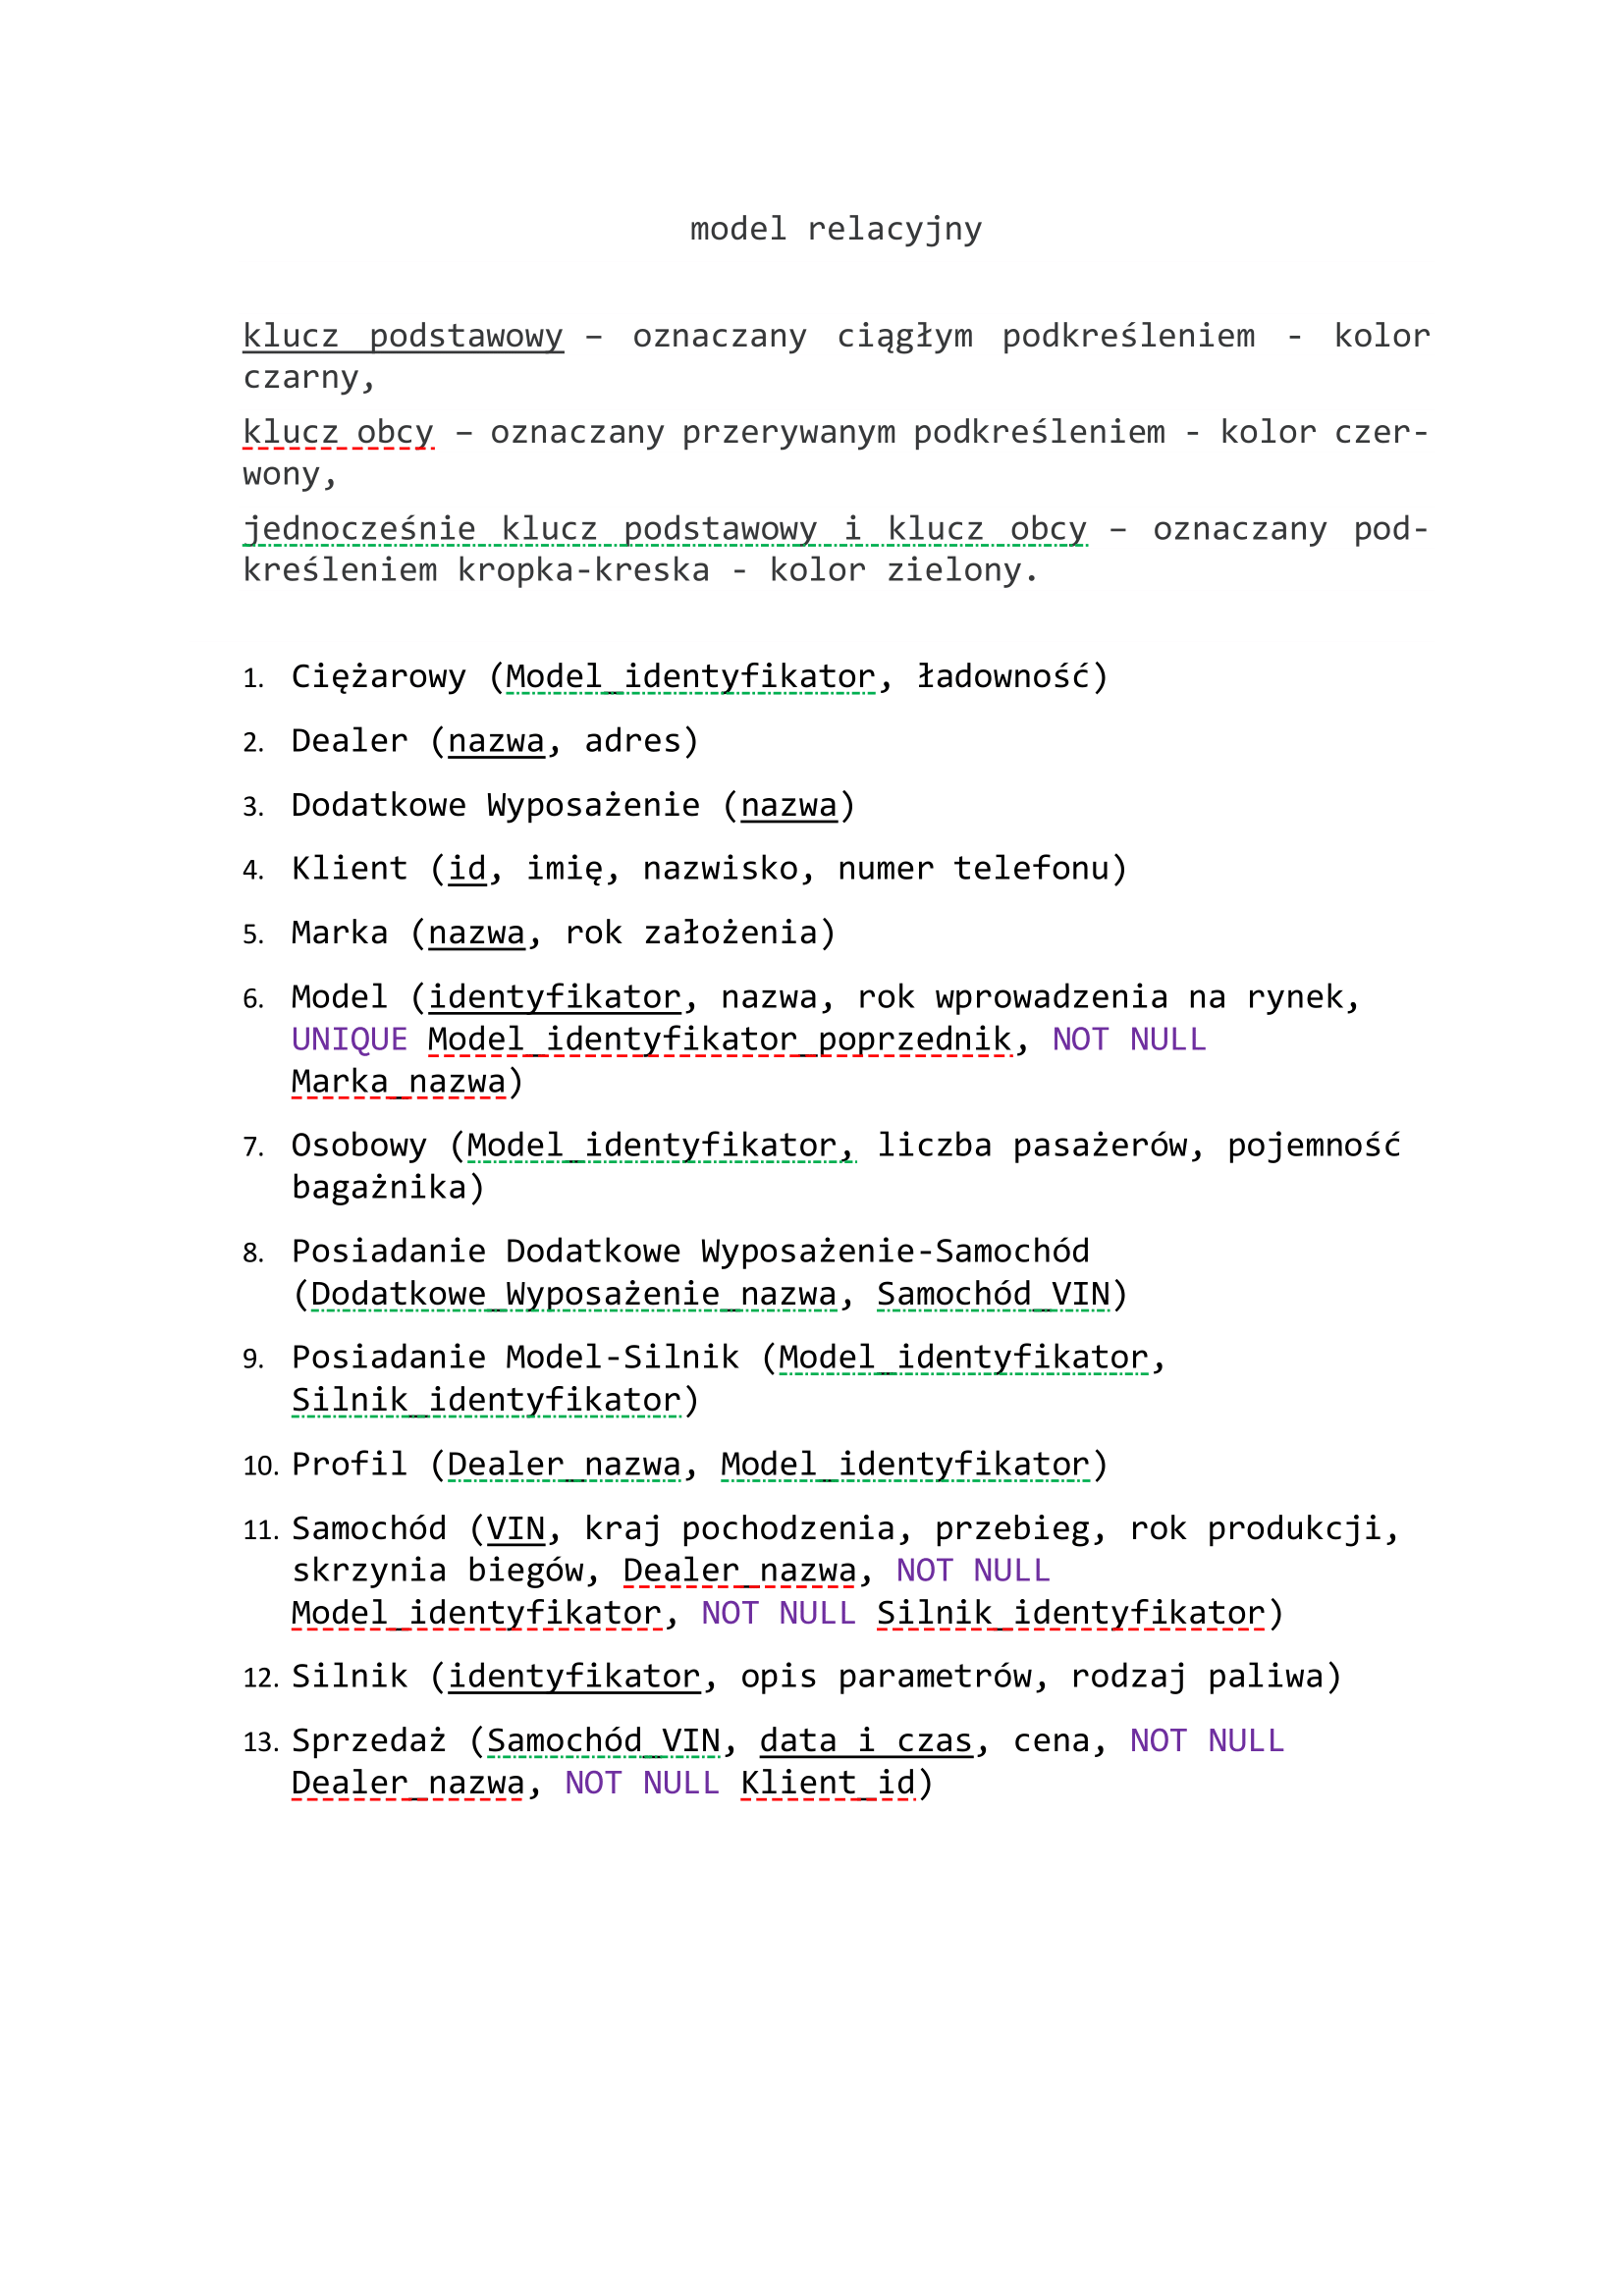 model relacyjny
klucz podstawowy – oznaczany ciągłym podkreśleniem - kolor
czarny,
klucz obcy – oznaczany przerywanym podkreśleniem - kolor czer-
wony,
jednocześnie klucz podstawowy i klucz obcy – oznaczany pod-
kreśleniem kropka-kreska - kolor zielony.
1. Ciężarowy (Model_identyfikator, ładowność)
2. Dealer (nazwa, adres)
3. Dodatkowe Wyposażenie (nazwa)
4. Klient (id, imię, nazwisko, numer telefonu)
5. Marka (nazwa, rok założenia)
6. Model (identyfikator, nazwa, rok wprowadzenia na rynek,
UNIQUE Model_identyfikator_poprzednik, NOT NULL
Marka_nazwa)
7. Osobowy (Model_identyfikator, liczba pasażerów, pojemność
bagażnika)
8. Posiadanie Dodatkowe Wyposażenie-Samochód
(Dodatkowe_Wyposażenie_nazwa, Samochód_VIN)
9. Posiadanie Model-Silnik (Model_identyfikator,
Silnik_identyfikator)
10. Profil (Dealer_nazwa, Model_identyfikator)
11. Samochód (VIN, kraj pochodzenia, przebieg, rok produkcji,
skrzynia biegów, Dealer_nazwa, NOT NULL
Model_identyfikator, NOT NULL Silnik_identyfikator)
12. Silnik (identyfikator, opis parametrów, rodzaj paliwa)
13. Sprzedaż (Samochód_VIN, data i czas, cena, NOT NULL
Dealer_nazwa, NOT NULL Klient_id)